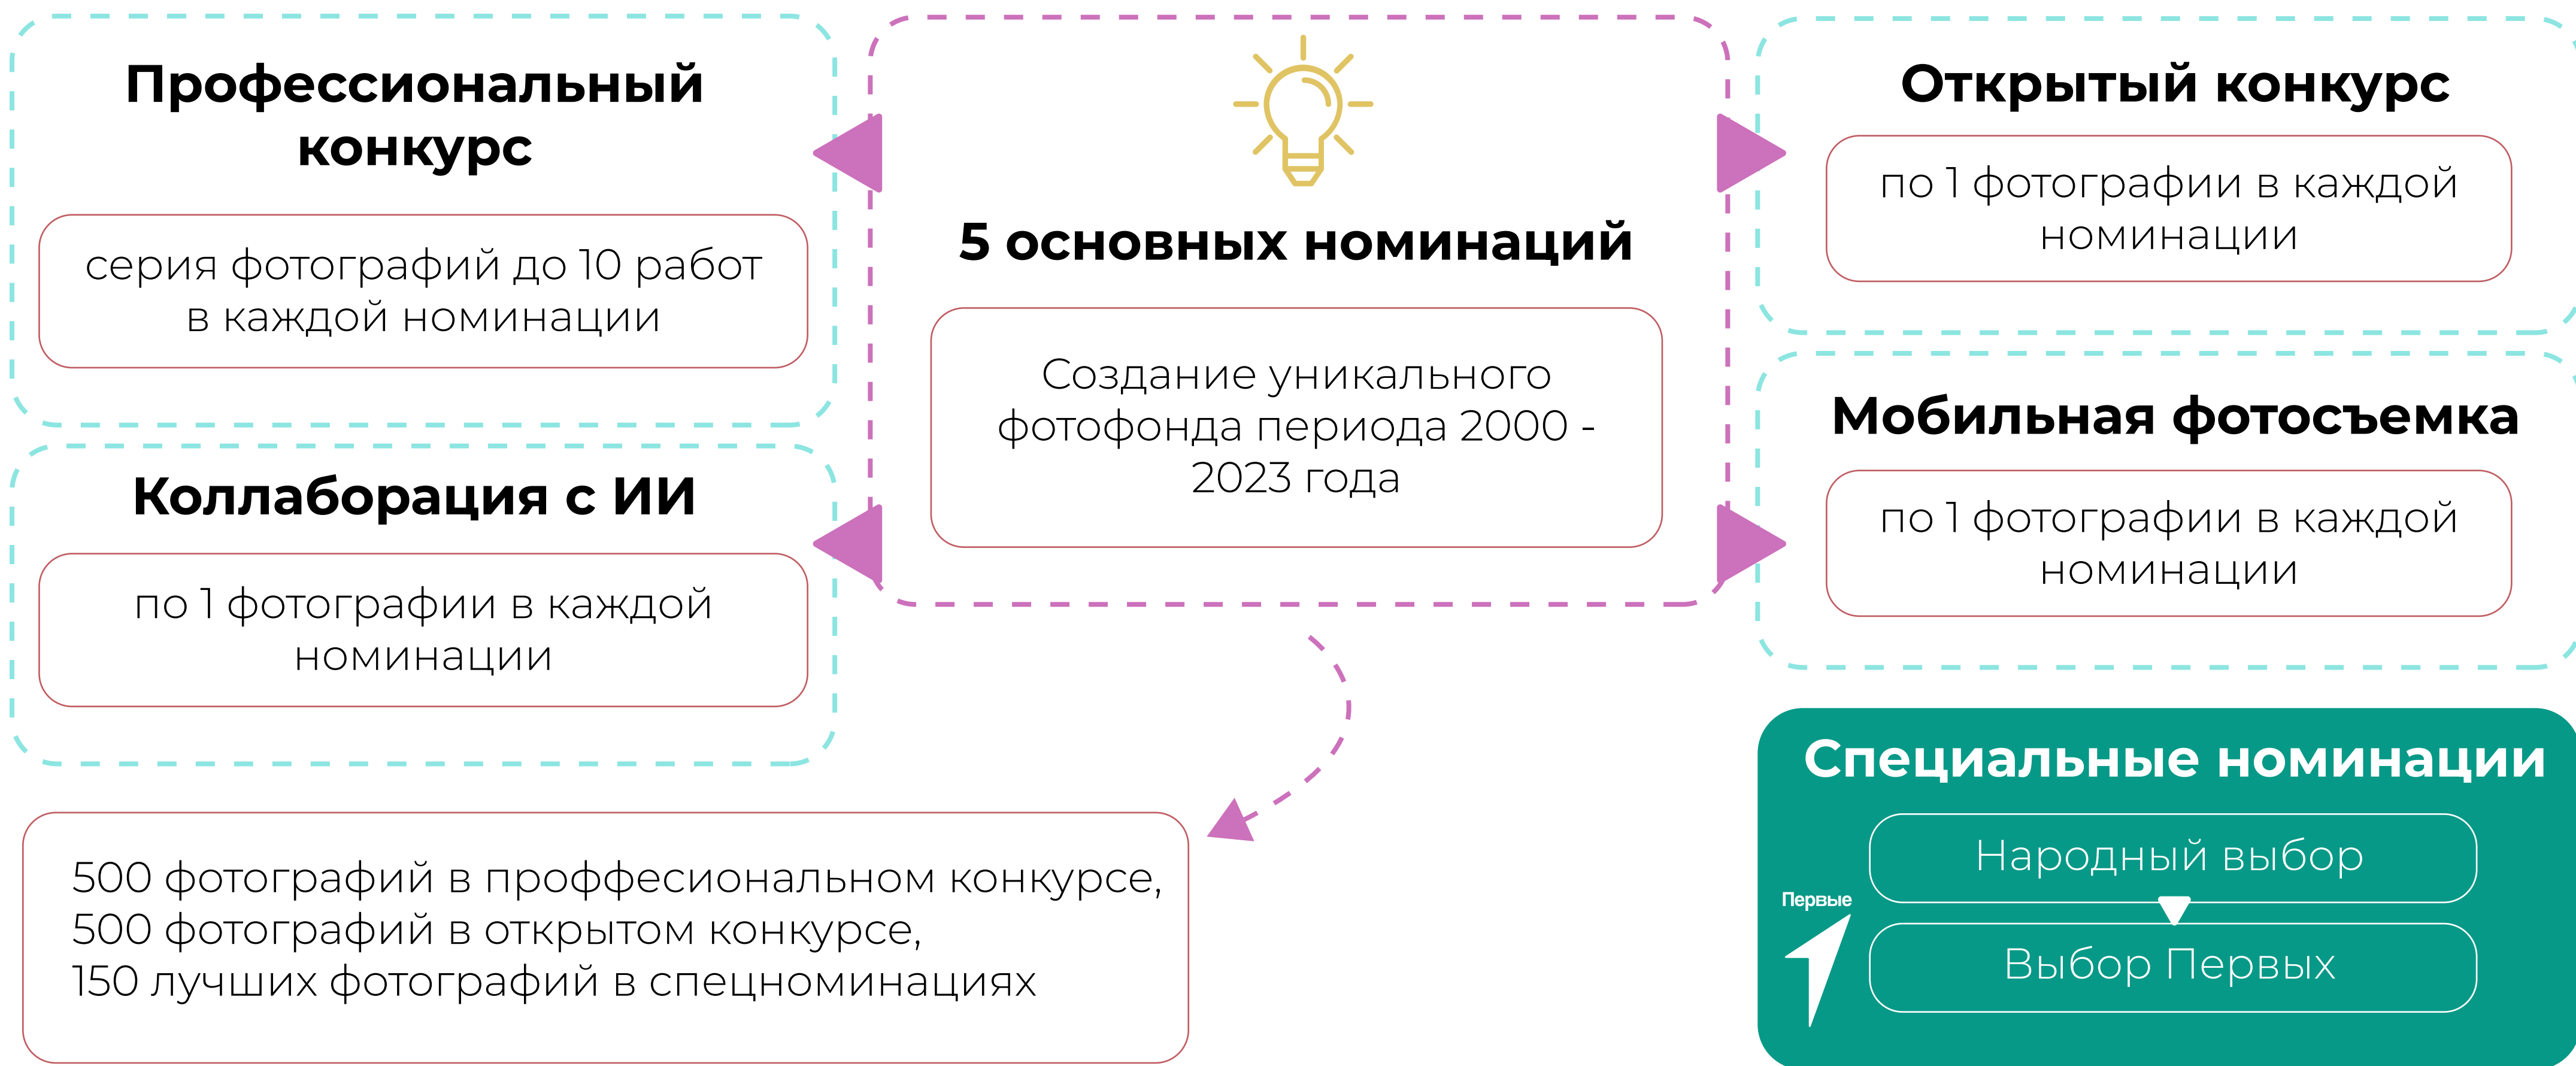 Профессиональный
конкурс
серия фотографий до 10 работ
в каждой номинации
Коллаборация с ИИ
по 1 фотографии в каждой
номинации
5 основных номинаций
Создание уникального
фотофонда периода 2000 -
2023 года
Открытый конкурс
по 1 фотографии в каждой
номинации
Мобильная фотосъемка
по 1 фотографии в каждой
номинации
500 фотографий в проффесиональном конкурсе,
500 фотографий в открытом конкурсе,
150 лучших фотографий в спецноминациях
Специальные номинации
Народный выбор
Первые
Выбор Первых